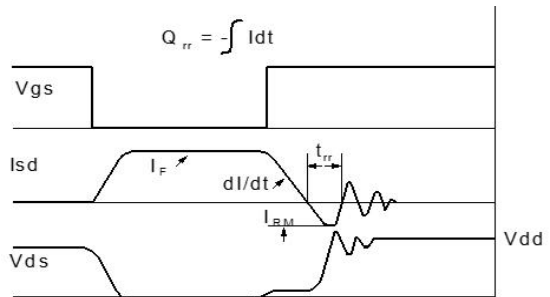 Q rr = -∫ Idt
Vgs
Isd
I F
dI/dt
t rr
I RM
Vds
Vdd